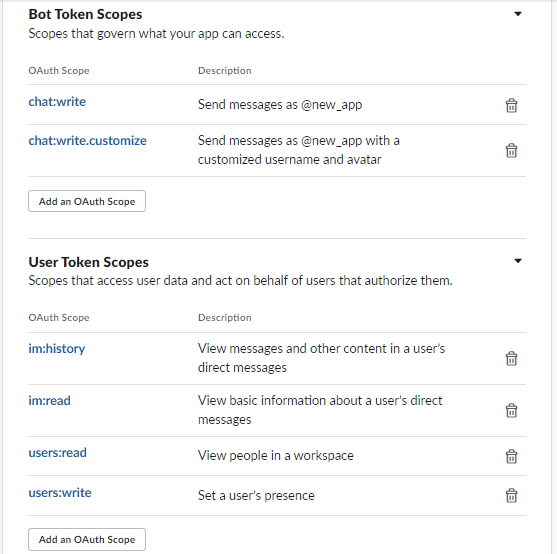 Bot Token Scopes
Scopes that govern what your app can access.
OAuth Scope Description
chat:write Send messages as @new_app
chat:write.customize Send messages as @new_app with a
customized username and avatar
Add an OAuth Scope
User Token Scopes
Scopes that access user data and act on behalf of users that authorize them.
OAuth Scope Description
im:history View messages and other content in a user's
direct messages
im:read View basic information about a user's direct
messages
users:read View people in a workspace
users:write Set a user's presence
Add an OAuth Scope